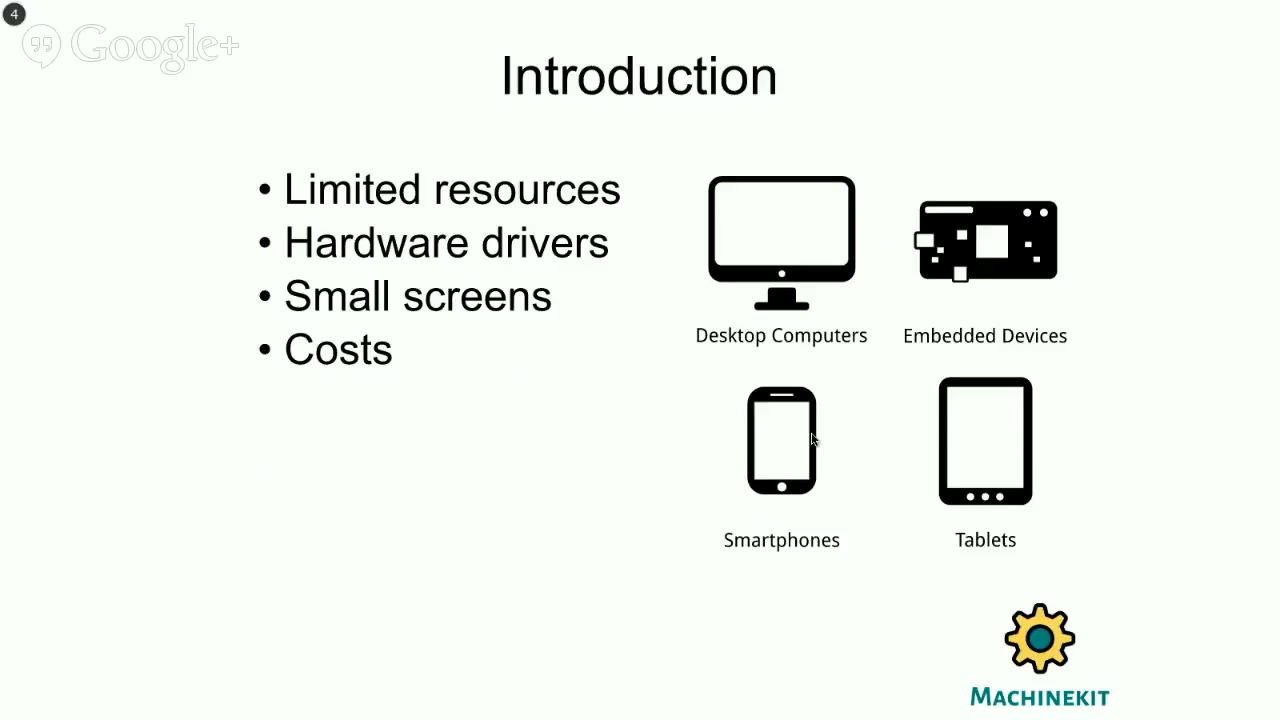 4
Google+
Introduction
• Limited resources
• Hardware drivers
• Small screens
• Costs
Desktop Computers
Embedded Devices
Smartphones
Tablets
MACHINEKIT